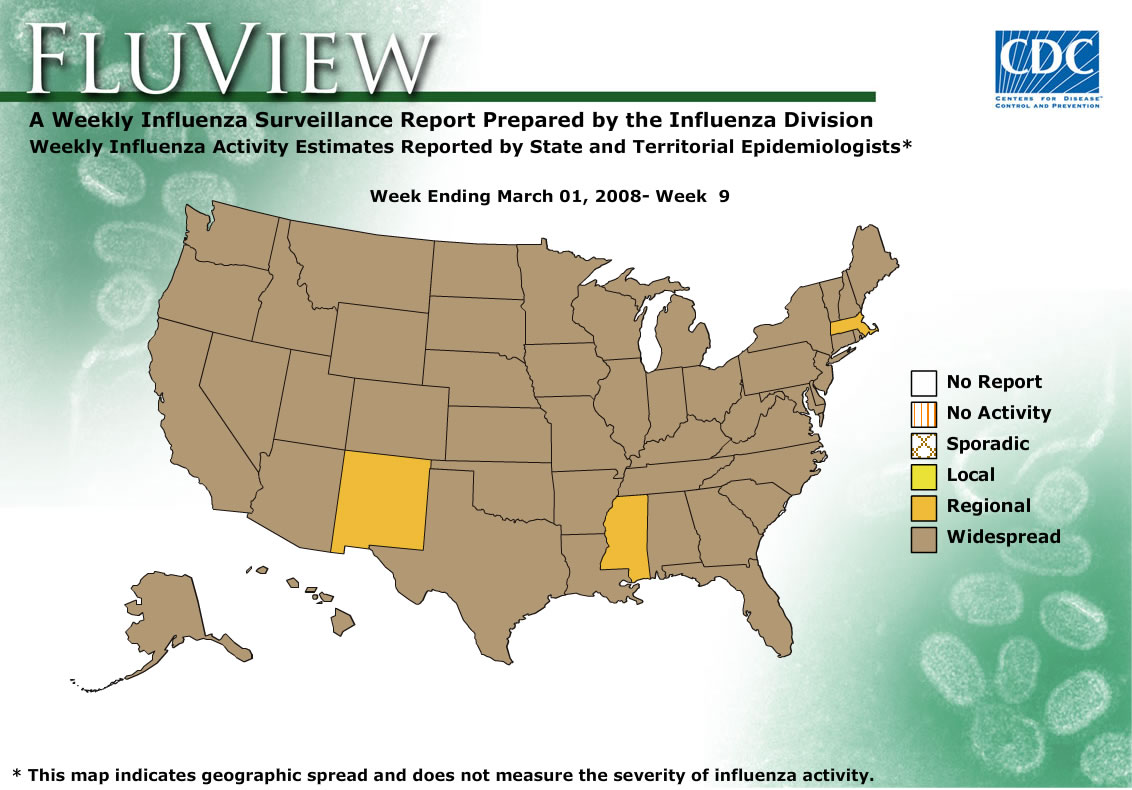 FLUVIEW
CDC
CENTERS FOR DISEASE™
CONTROL AND PREVENTION
A Weekly Influenza Surveillance Report Prepared by the Influenza Division
Weekly Influenza Activity Estimates Reported by State and Territorial Epidemiologists*
Week Ending March 01, 2008- Week 9
No Report
No Activity
Sporadic
Local
Regional
Widespread
* This map indicates geographic spread and does not measure the severity of influenza activity.